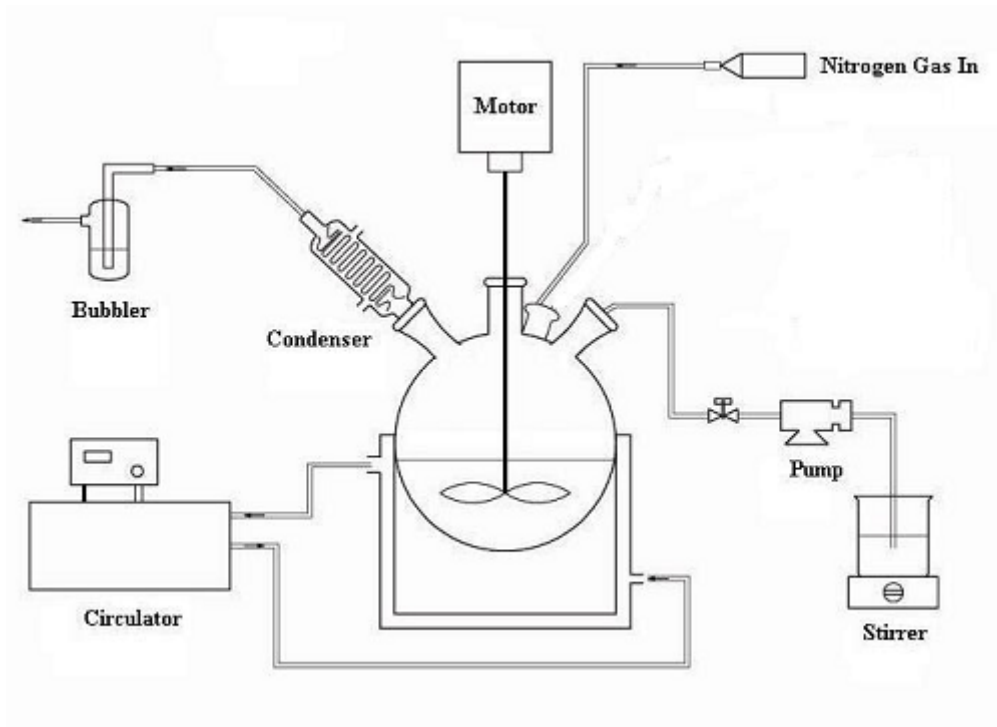 Nitrogen Gas In
Motor
Bubbler
Condenser
Pump
Circulator
Stirrer